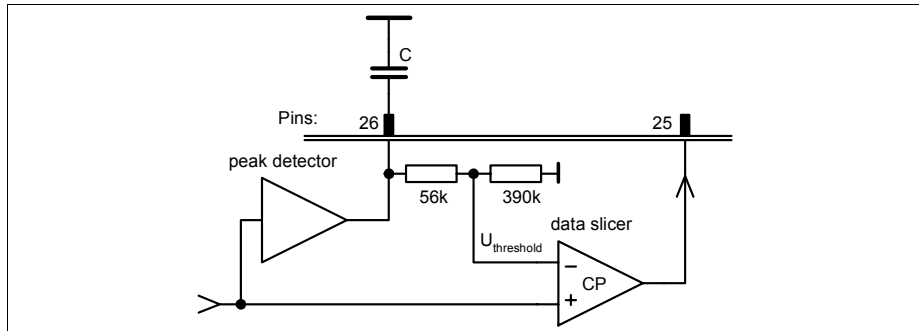 C
Pins:
26
25
peak detector
56k
390k
data slicer
Uthreshold
CP
−
+